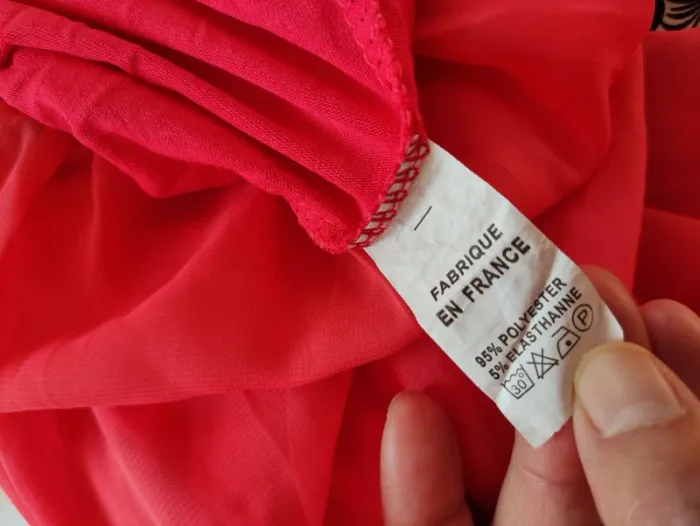 FABRIQUE
EN FRANCE
95% POLYESTER
5% ELASTHANNE
30° P